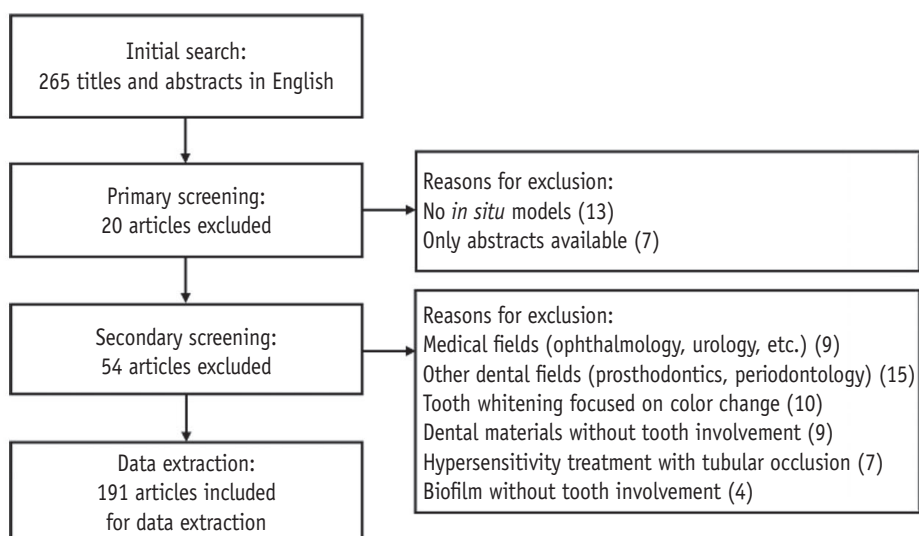 Initial search:
265 titles and abstracts in English
Primary screening:
20 articles excluded
Reasons for exclusion:
No in situ models (13)
Only abstracts available (7)
Secondary screening:
54 articles excluded
Reasons for exclusion:
Medical fields (ophthalmology, urology, etc.) (9)
Other dental fields (prosthodontics, periodontology) (15)
Tooth whitening focused on color change (10)
Dental materials without tooth involvement (9)
Hypersensitivity treatment with tubular occlusion (7)
Biofilm without tooth involvement (4)
Data extraction:
191 articles included
for data extraction